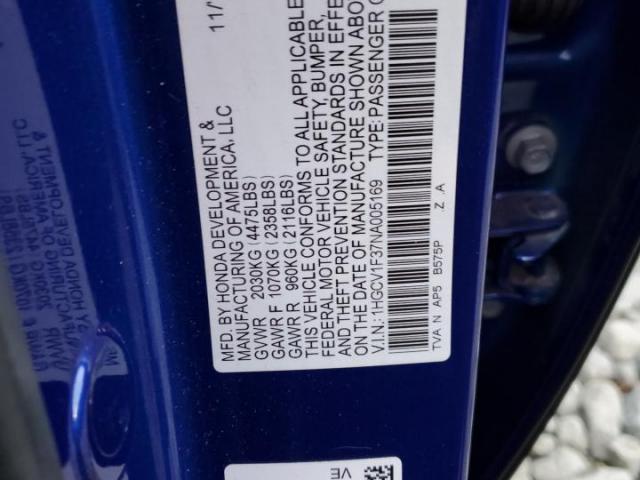 11/
MFD. BY HONDA DEVELOPMENT &
MANUFACTURING OF AMERICA, LLC
GVWR 2030KG (4475LBS)
GAWR F 1070KG (2358LBS)
GAWR R 960KG (2116LBS)
THIS VEHICLE CONFORMS TO ALL APPLICABLE
FEDERAL MOTOR VEHICLE SAFETY, BUMPER,
AND THEFT PREVENTION STANDARDS IN EFFE
ON THE DATE OF MANUFACTURE SHOWN ABO
V.I.N.: 1HGCV1F37NA005169 TYPE: PASSENGER
TVA N AP5 B575P .Z .A